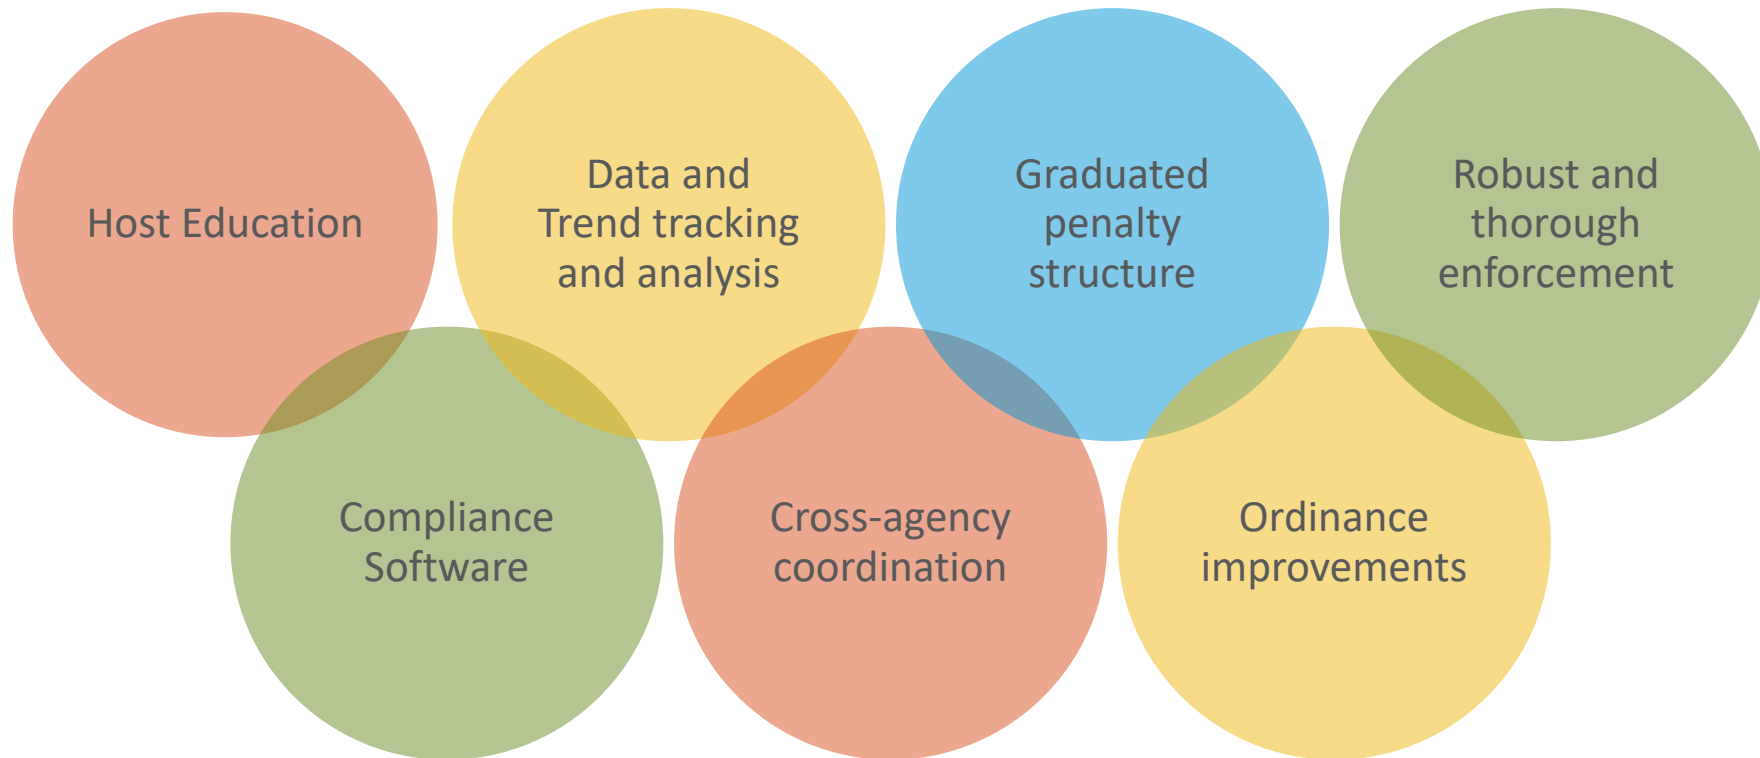 Host Education
Data and
Trend tracking
and analysis
Graduated
penalty
structure
Robust and
thorough
enforcement
Compliance
Software
Cross-agency
coordination
Ordinance
improvements